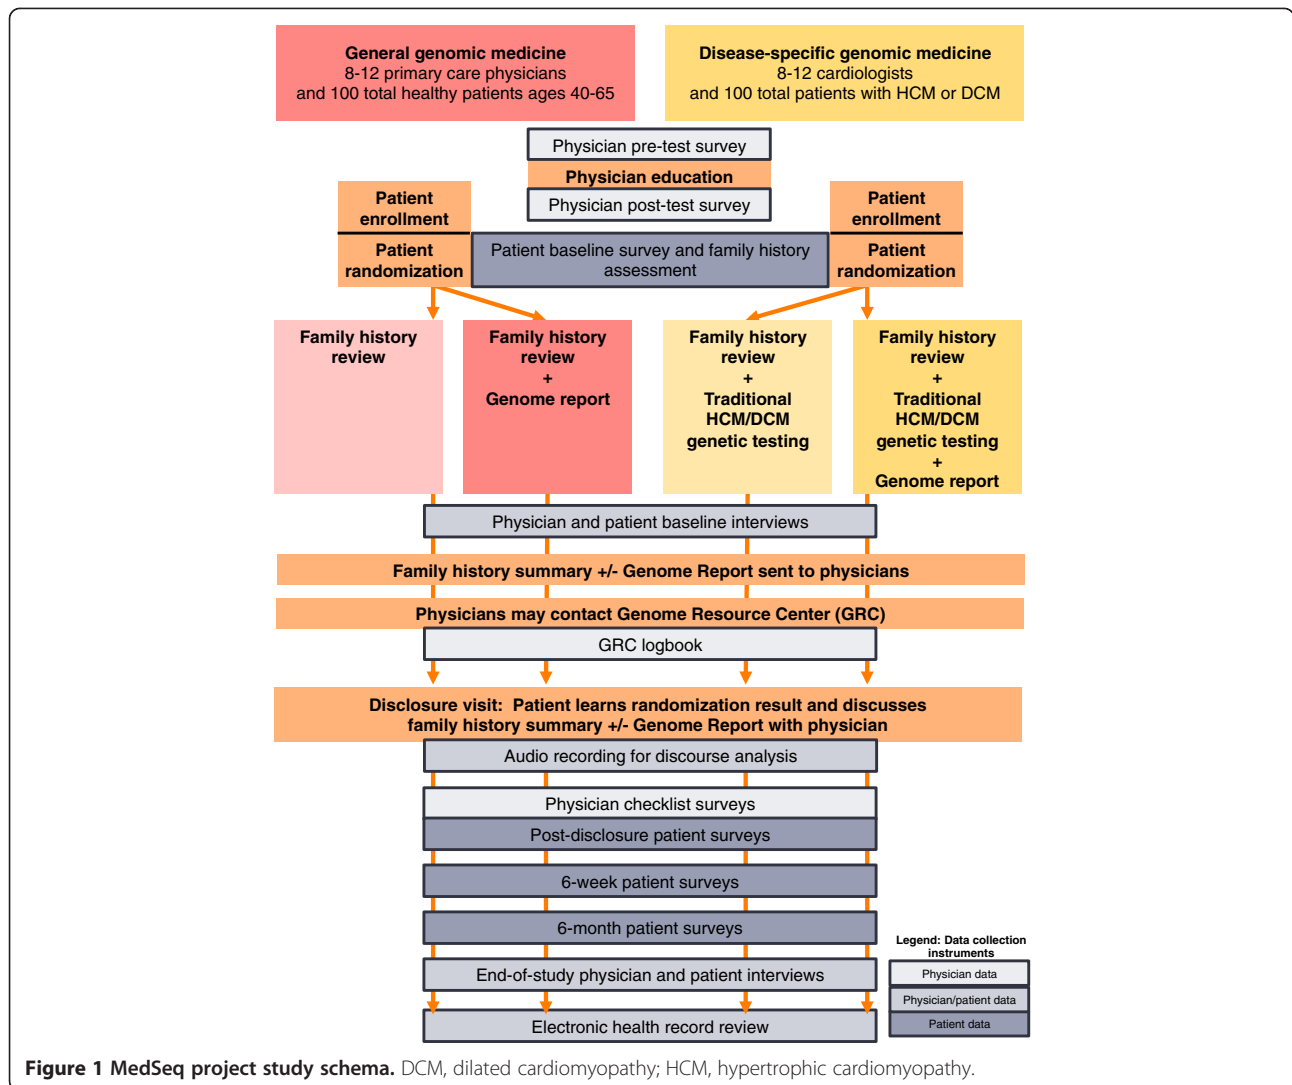 General genomic medicine
8-12 primary care physicians
and 100 total healthy patients ages 40-65
Disease-specific genomic medicine
8-12 cardiologists
and 100 total patients with HCM or DCM
Physician pre-test survey
Physician education
Physician post-test survey
Patient
enrollment
Patient
randomization
Patient baseline survey and family history
assessment
Patient
enrollment
Patient
randomization
Family history
review
Family history
review
+
Genome report
Family history
review
+
Traditional
HCM/DCM
genetic testing
Family history
review
+
Traditional
HCM/DCM
genetic testing
+
Genome report
Physician and patient baseline interviews
Family history summary +/- Genome Report sent to physicians
Physicians may contact Genome Resource Center (GRC)
GRC logbook
Disclosure visit: Patient learns randomization result and discusses
family history summary +/- Genome Report with physician
Audio recording for discourse analysis
Physician checklist surveys
Post-disclosure patient surveys
6-week patient surveys
6-month patient surveys
End-of-study physician and patient interviews
Electronic health record review
Legend: Data collection
instruments
Physician data
Physician/patient data
Patient data
Figure 1 MedSeq project study schema. DCM, dilated cardiomyopathy; HCM, hypertrophic cardiomyopathy.